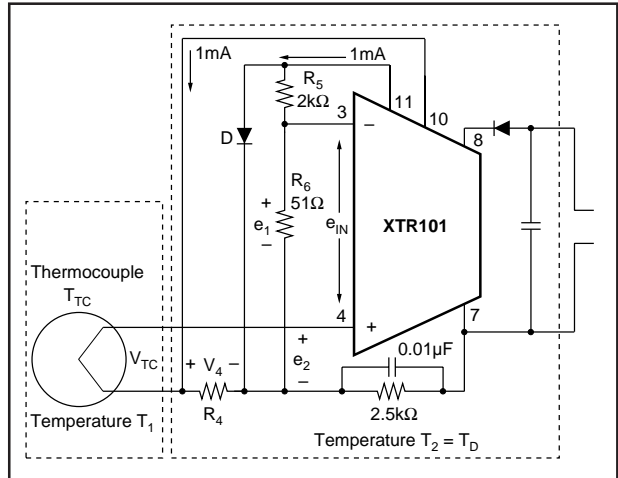 1mA
1mA
R5
2kΩ
11
10
3
–
8
D
R6
51Ω
+
e1
–
eIN
XTR101
Thermocouple
TTC
VTC
4
+
7
+
e2
–
0.01µF
+ V4 –
R4
2.5kΩ
Temperature T1
Temperature T2 = TD